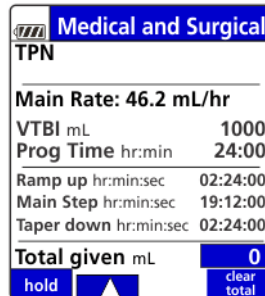 Medical and Surgical
TPN
Main Rate: 46.2 mL/hr
VTBI mL 1000
Prog Time hr:min 24:00
Ramp up hr:min:sec 02:24:00
Main Step hr:min:sec 19:12:00
Taper down hr:min:sec 02:24:00
Total given mL 0
hold
clear
total